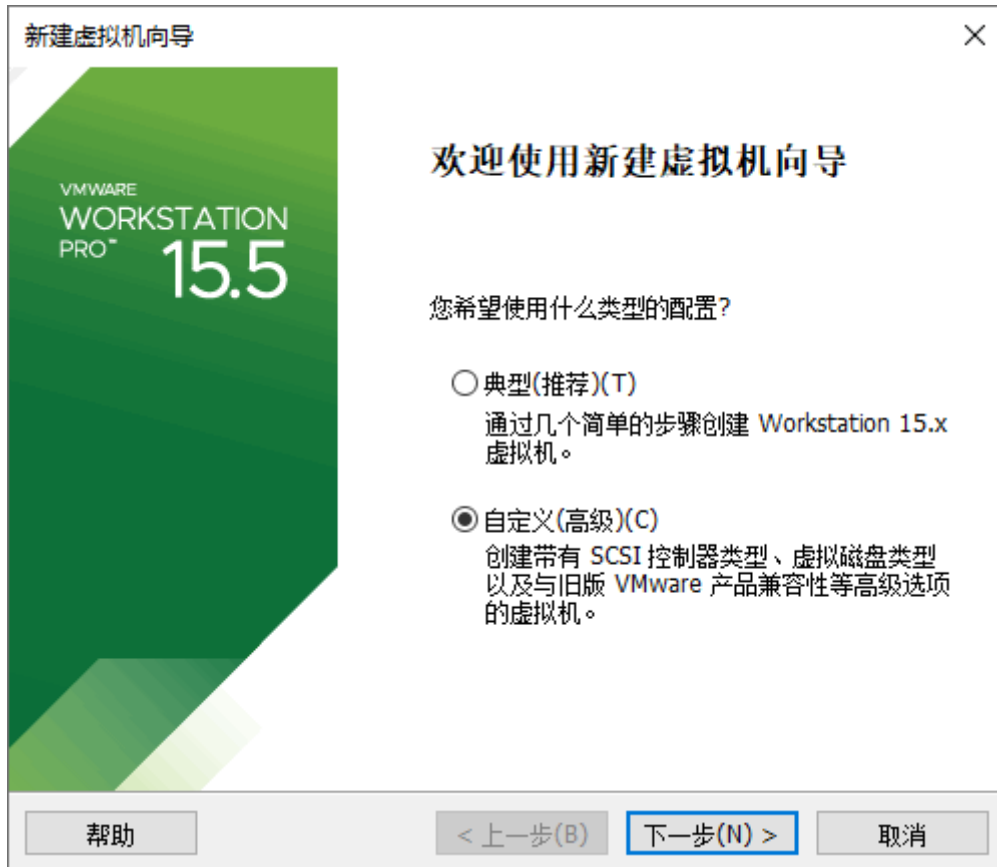 新建虚拟机向导
VMWARE
WORKSTATION
PRO™ 15.5
欢迎使用新建虚拟机向导
您希望使用什么类型的配置?
典型(推荐)(T)
通过几个简单的步骤创建 Workstation 15.x
虚拟机。
自定义(高级)(C)
创建带有 SCSI 控制器类型、虚拟磁盘类型
以及与旧版 VMware 产品兼容性等高级选项
的虚拟机。
帮助
< 上一步(B)
下一步(N) >
取消